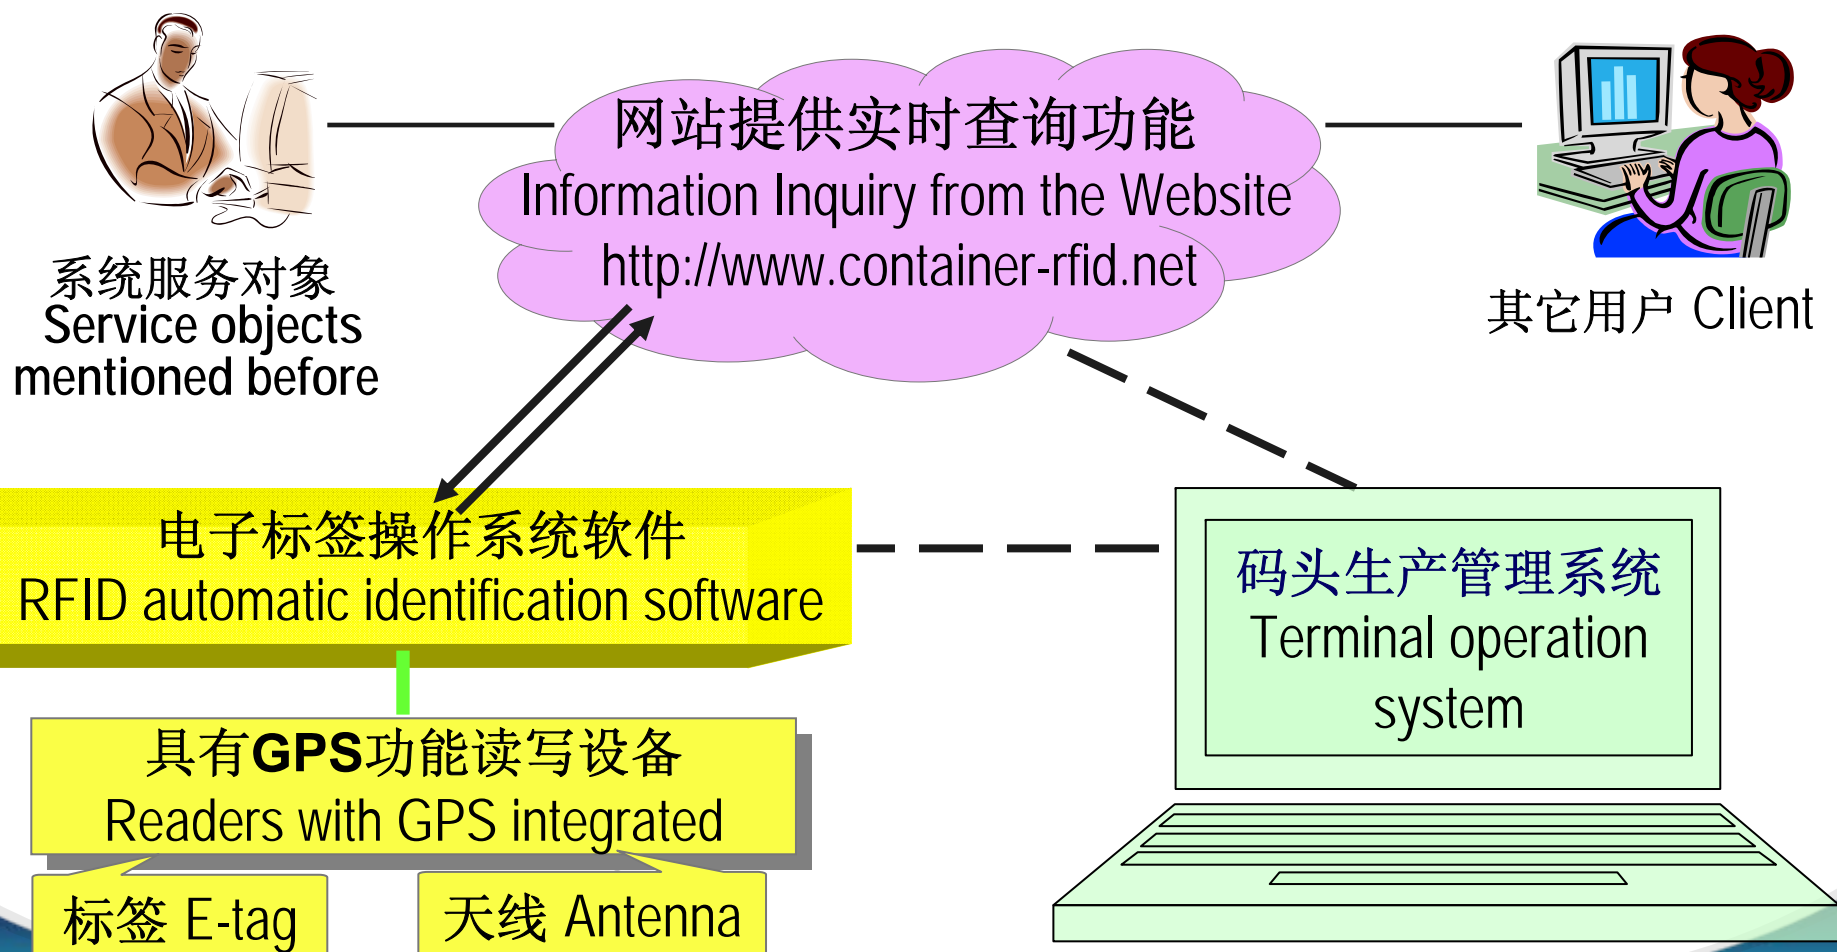 网站提供实时查询功能
Information Inquiry from the Website
http://www.container-rfid.net
系统服务对象
Service objects
mentioned before
其它用户 Client
电子标签操作系统软件
RFID automatic identification software
码头生产管理系统
Terminal operation
system
具有GPS功能读写设备
Readers with GPS integrated
标签 E-tag
天线 Antenna